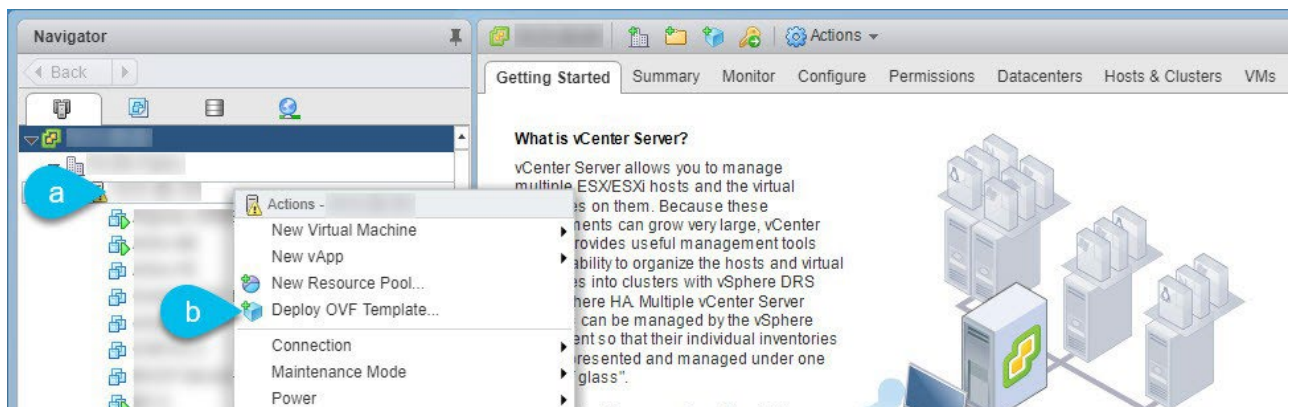 Navigator
Back
Actions
Getting Started Summary Monitor Configure Permissions Datacenters Hosts & Clusters VMs
What is vCenter Server?
vCenter Server allows you to manage
multiple ESX/ESXi hosts and the virtual
es on them. Because these
ments can grow very large, vCenter
rovides useful management tools
ability to organize the hosts and virtual
es into clusters with vSphere DRS
here HA. Multiple vCenter Server
can be managed by the vSphere
ent so that their individual inventories
resented and managed under one
glass".
a
Actions -
New Virtual Machine
New vApp
New Resource Pool...
b
Deploy OVF Template...
Connection
Maintenance Mode
Power